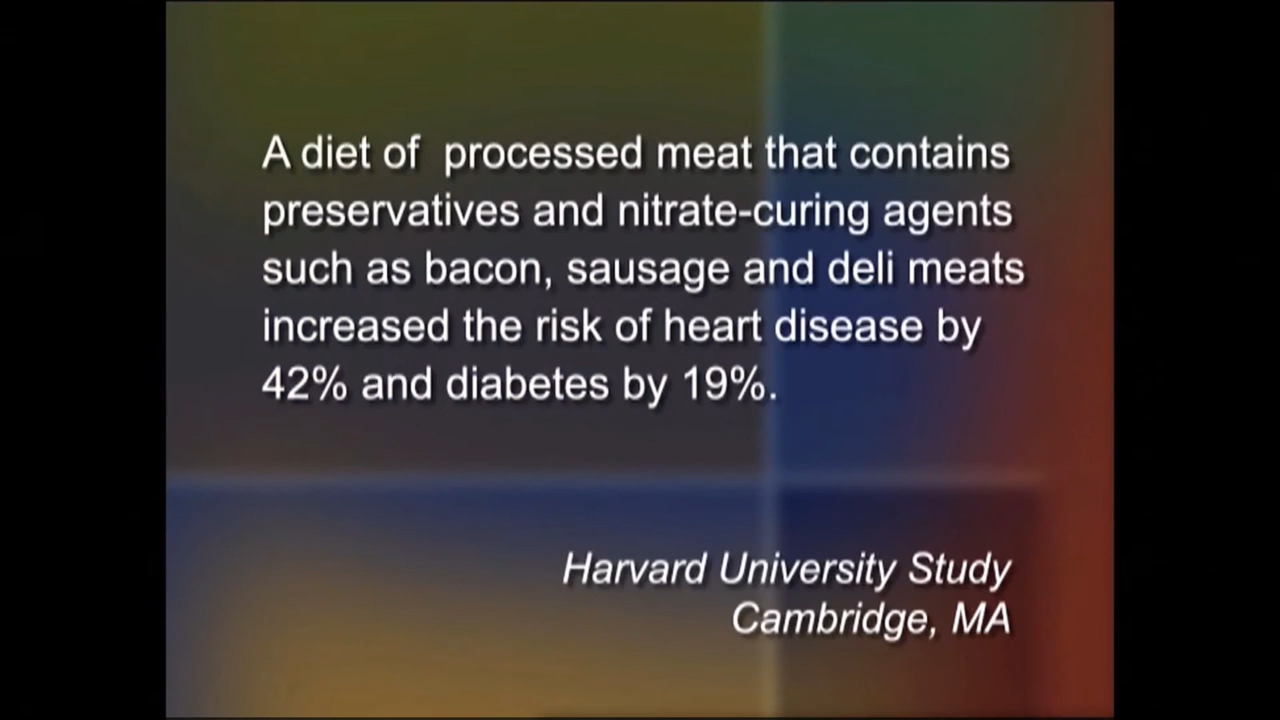 A diet of  processed meat that contains
preservatives and nitrate-curing agents
such as bacon, sausage and deli meats
increased the risk of heart disease by
42% and diabetes by 19%.
Harvard University Study
Cambridge, MA